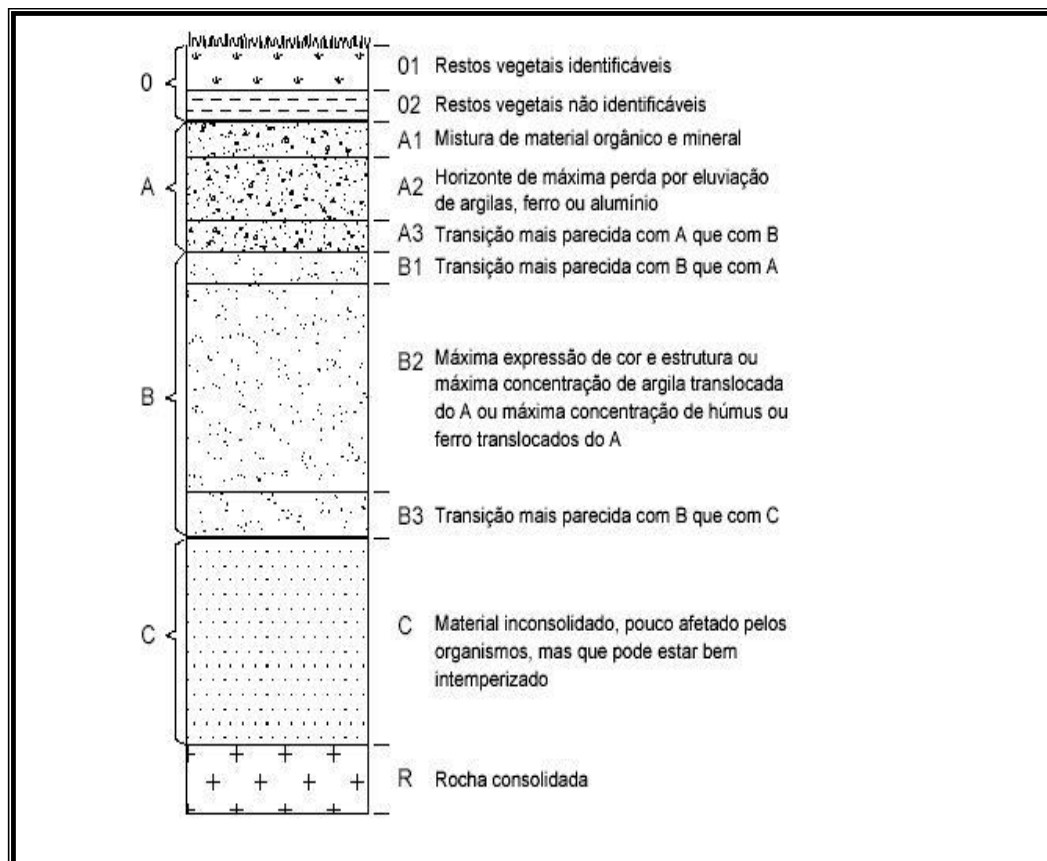 O
O1 Restos vegetais identificáveis
O2 Restos vegetais não identificáveis
A
A1 Mistura de material orgânico e mineral
A2 Horizonte de máxima perda por eluviação
de argilas, ferro ou alumínio
A3 Transição mais parecida com A que com B
B
B1 Transição mais parecida com B que com A
B2 Máxima expressão de cor e estrutura ou
máxima concentração de argila translocada
do A ou máxima concentração de húmus ou
ferro translocados do A
B3 Transição mais parecida com B que com C
C
C Material inconsolidado, pouco afetado pelos
organismos, mas que pode estar bem
intemperizado
R Rocha consolidada